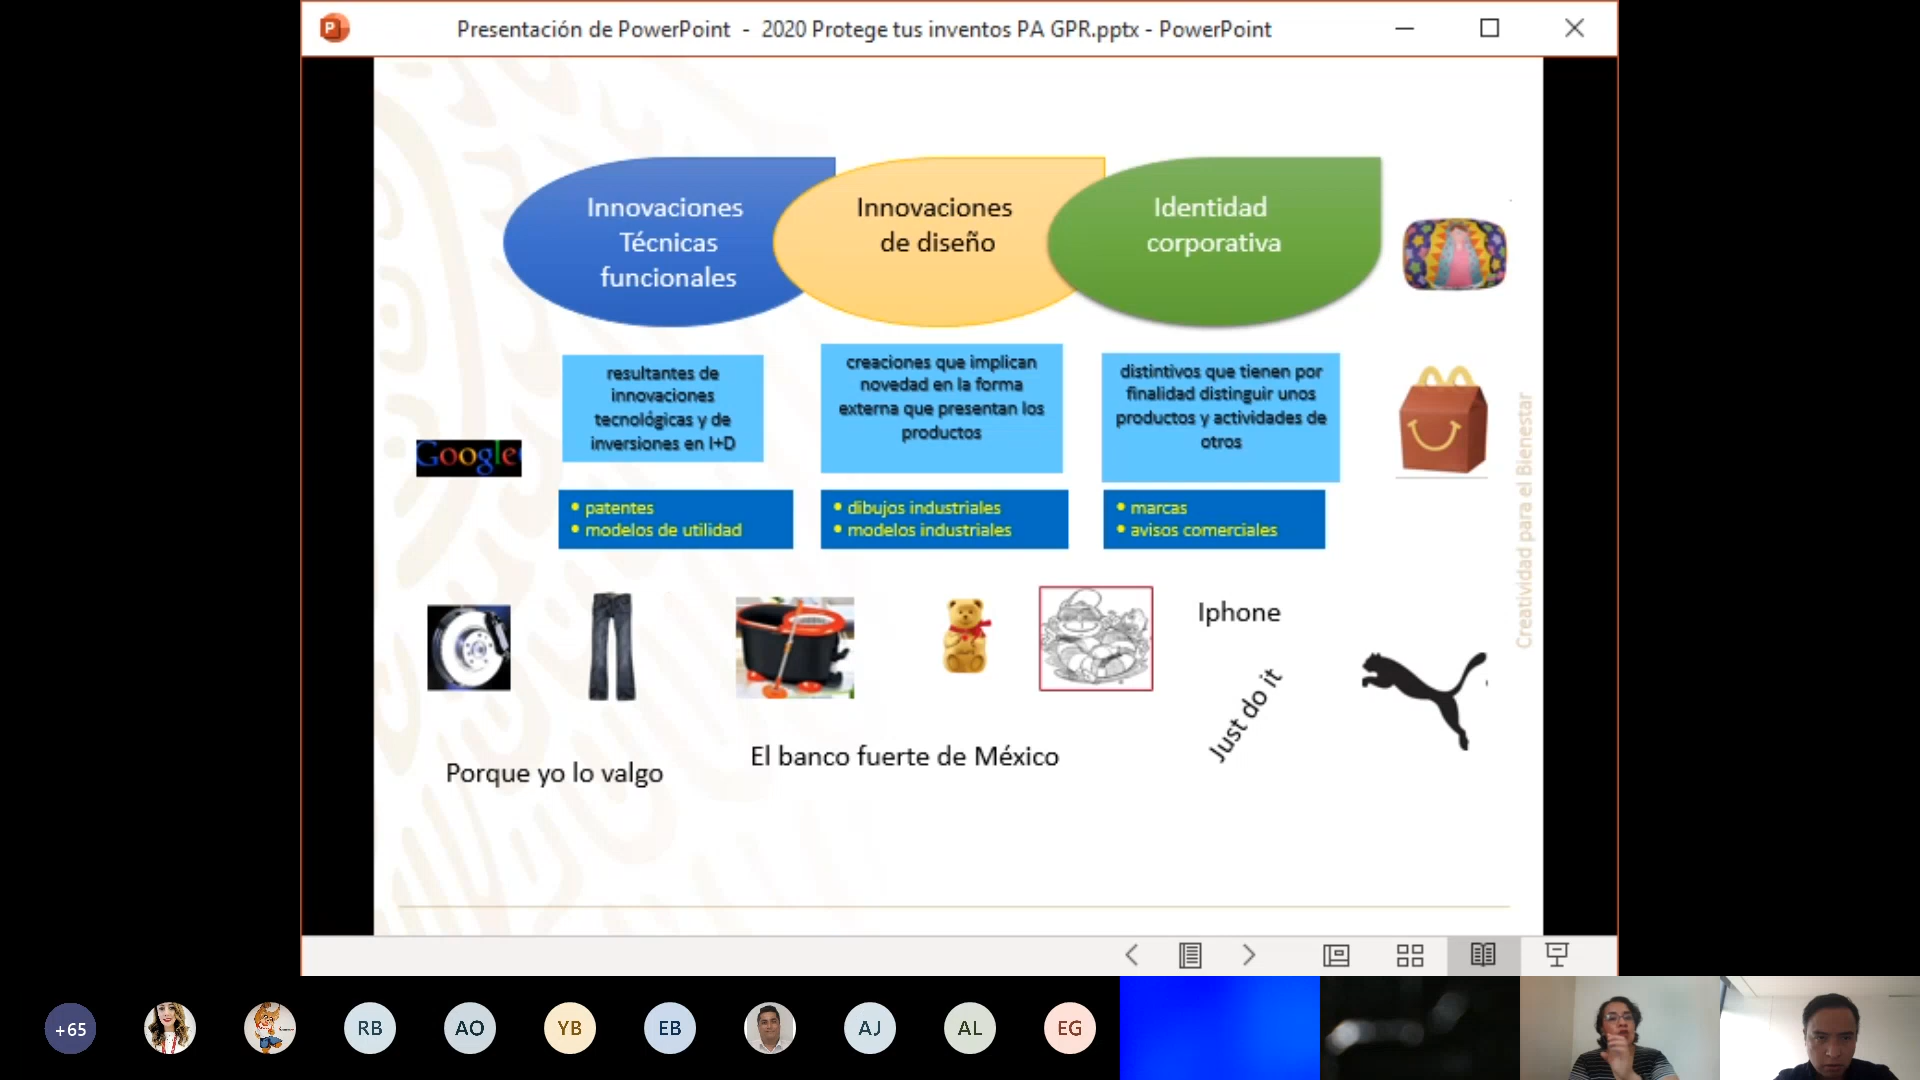 Presentación de PowerPoint - 2020 Protege tus inventos PA GPR.pptx - PowerPoint
Innovaciones
Técnicas
funcionales
Innovaciones
de diseño
Identidad
corporativa
resultantes de
innovaciones
tecnológicas y de
inversiones en I+D
creaciones que implican
novedad en la forma
externa que presentan los
productos
distintivos que tienen por
finalidad distinguir unos
productos y actividades de
otros
Google
• patentes
• modelos de utilidad
• dibujos industriales
• modelos industriales
• marcas
• avisos comerciales
Creatividad para el Bienestar
Iphone
Just do it
El banco fuerte de México
Porque yo lo valgo
+65
RB
AO
YB
EB
AJ
AL
EG